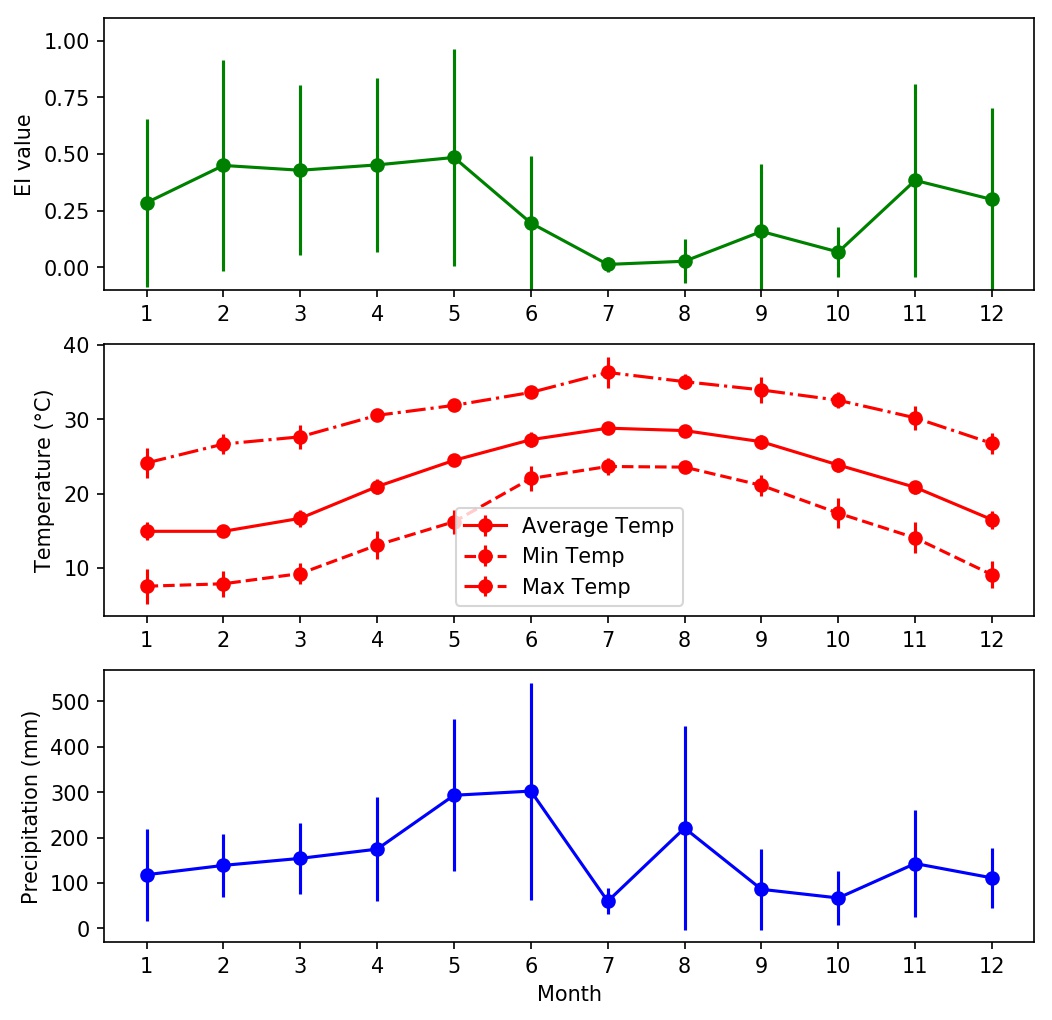 EI value
1.00
0.75
0.50
0.25
0.00
1 2 3 4 5 6 7 8 9 10 11 12
Temperature (°C)
40
30
20
10
Average Temp
Min Temp
Max Temp
1 2 3 4 5 6 7 8 9 10 11 12
Precipitation (mm)
500
400
300
200
100
0
1 2 3 4 5 6 7 8 9 10 11 12
Month